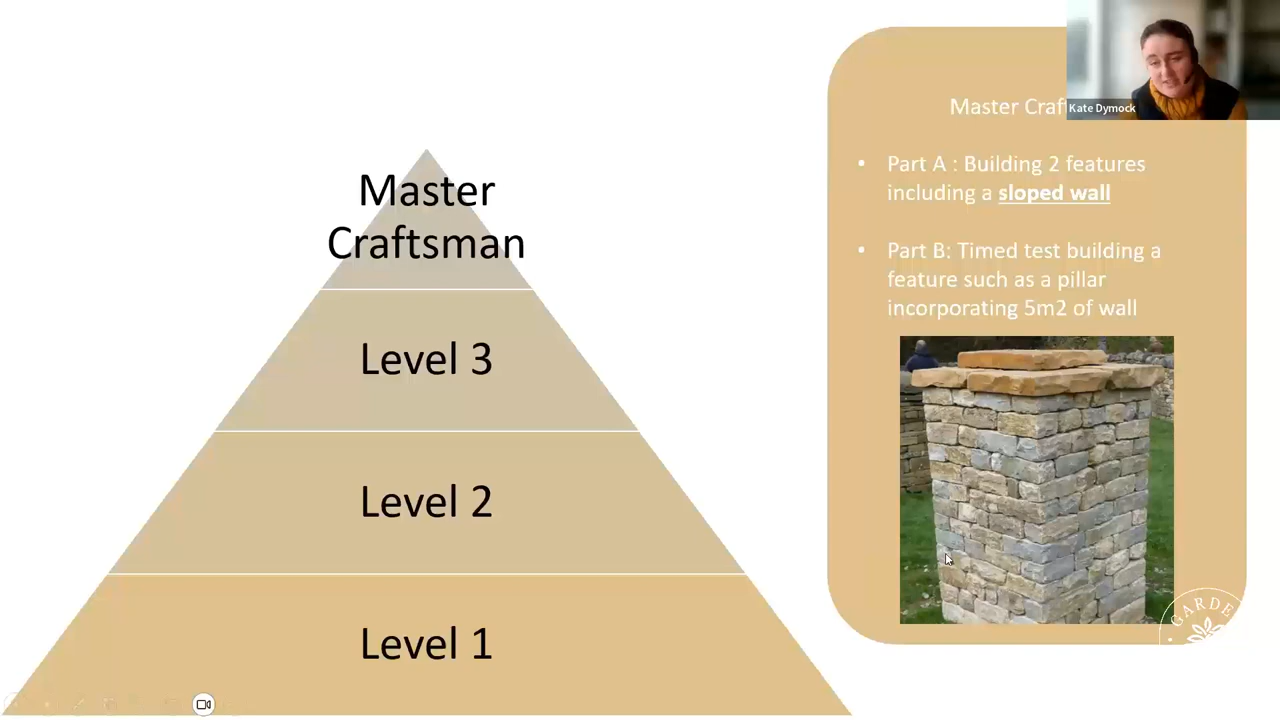 Kate Dymock
Master
Craftsman
Level 3
Level 2
Level 1
Master Craf
• Part A : Building 2 features
including a sloped wall
• Part B: Timed test building a
feature such as a pillar
incorporating 5m2 of wall
GARDE